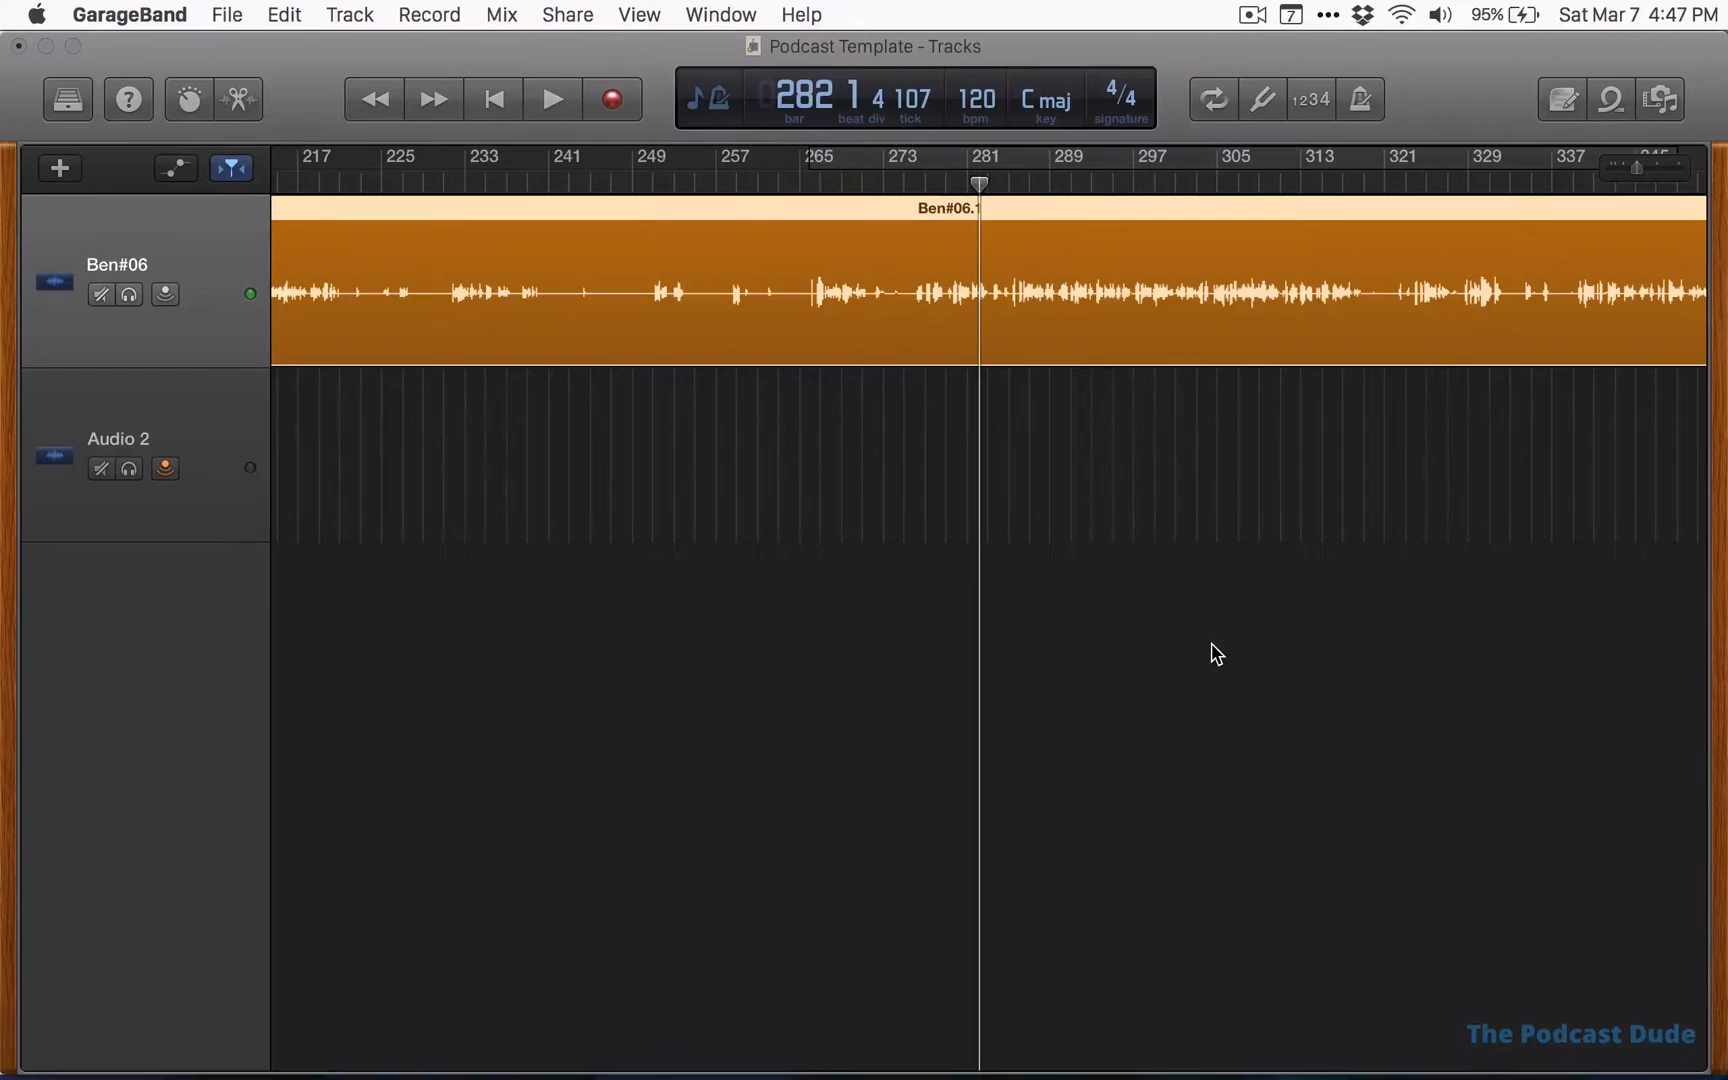 GarageBand File Edit Track Record Mix Share View Window Help 7 95% Sat Mar 7 4:47 PM
Podcast Template - Tracks
282 1 4 107 120 C maj 4/4
bar beat div tick bpm key signature
1234
217 225 233 241 249 257 265 273 281 289 297 305 313 321 329 337
Ben#06.1
Ben#06
Audio 2
The Podcast Dude